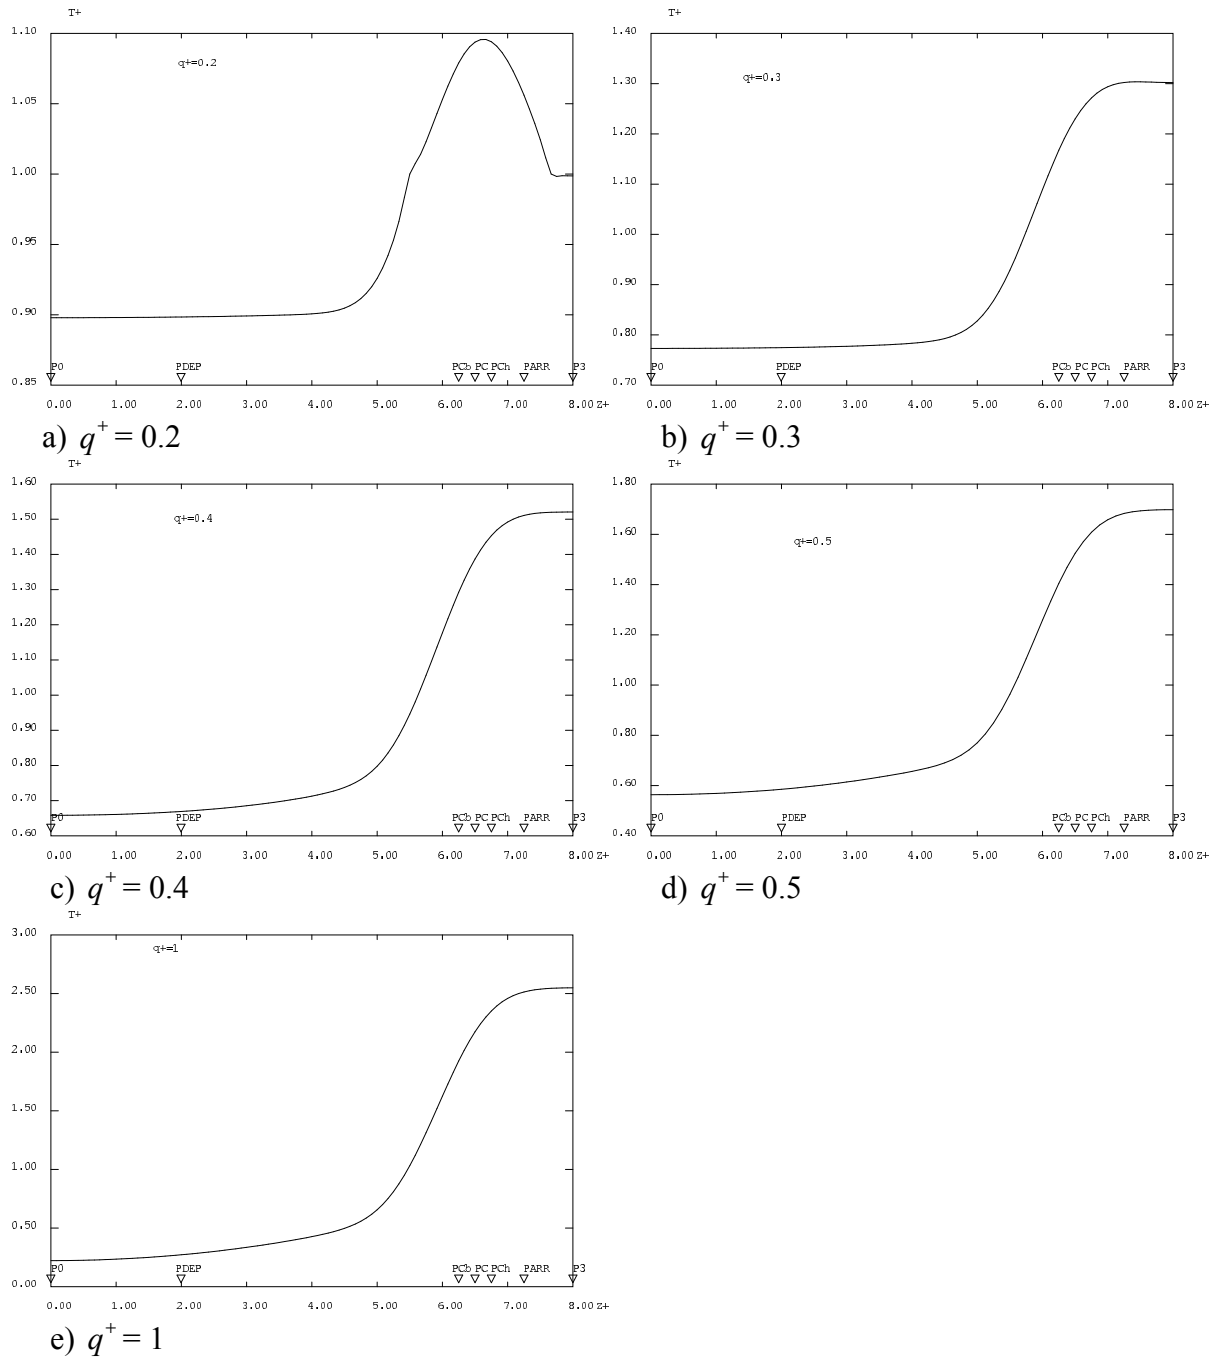 T+
1.10
1.05
1.00
0.95
0.90
0.85
q+=0.2
P0 PDEP PCb PC PCh PARR P3
0.00 1.00 2.00 3.00 4.00 5.00 6.00 7.00 8.00 z+
a) q+ = 0.2
T+
1.40
1.30
1.20
1.10
1.00
0.90
0.80
0.70
q+=0.3
P0 PDEP PCb PC PCh PARR P3
0.00 1.00 2.00 3.00 4.00 5.00 6.00 7.00 8.00 z+
b) q+ = 0.3
T+
1.60
1.50
1.40
1.30
1.20
1.10
1.00
0.90
0.80
0.70
0.60
q+=0.4
P0 PDEP PCb PC PCh PARR P3
0.00 1.00 2.00 3.00 4.00 5.00 6.00 7.00 8.00 z+
c) q+ = 0.4
T+
1.80
1.60
1.40
1.20
1.00
0.80
0.60
0.40
q+=0.5
P0 PDEP PCb PC PCh PARR P3
0.00 1.00 2.00 3.00 4.00 5.00 6.00 7.00 8.00 z+
d) q+ = 0.5
T+
3.00
2.50
2.00
1.50
1.00
0.50
0.00
q+=1
P0 PDEP PCb PC PCh PARR P3
0.00 1.00 2.00 3.00 4.00 5.00 6.00 7.00 8.00 z+
e) q+ = 1